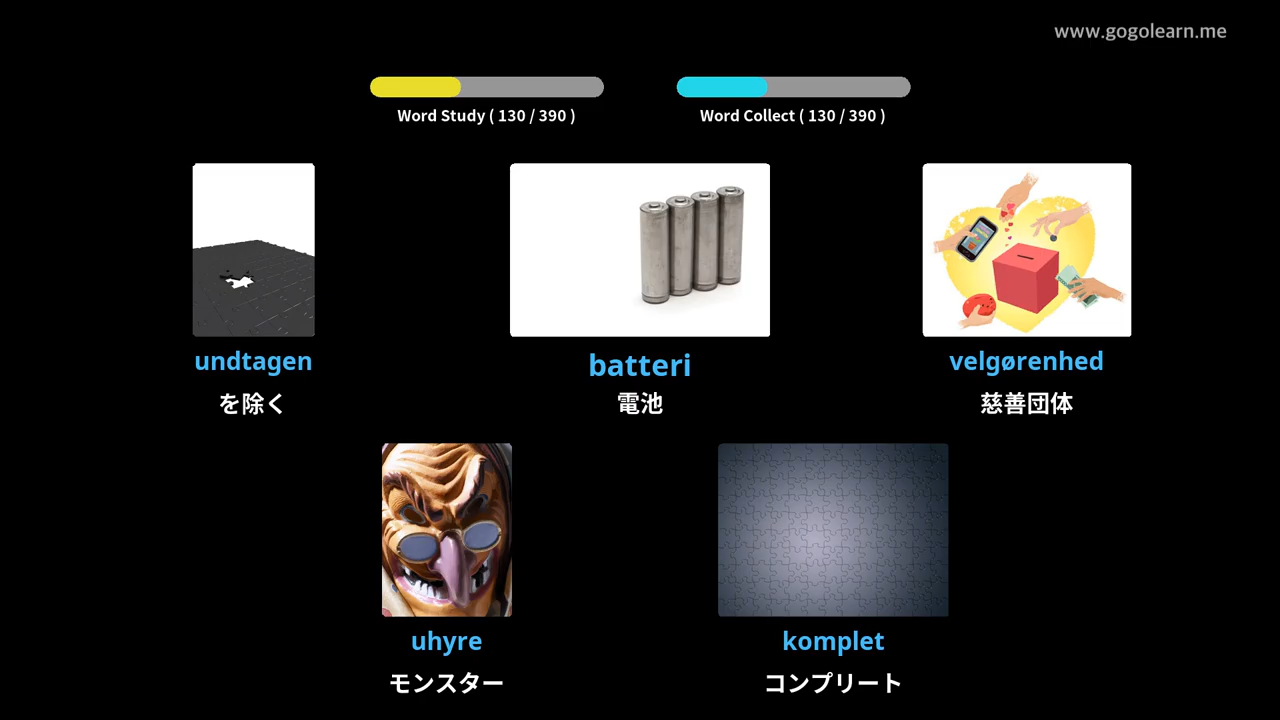 www.gogolearn.me
Word Study ( 130 / 390 )
Word Collect ( 130 / 390 )
undtagen
を除く
batteri
電池
velgørenhed
慈善団体
uhyre
モンスター
komplet
コンプリート